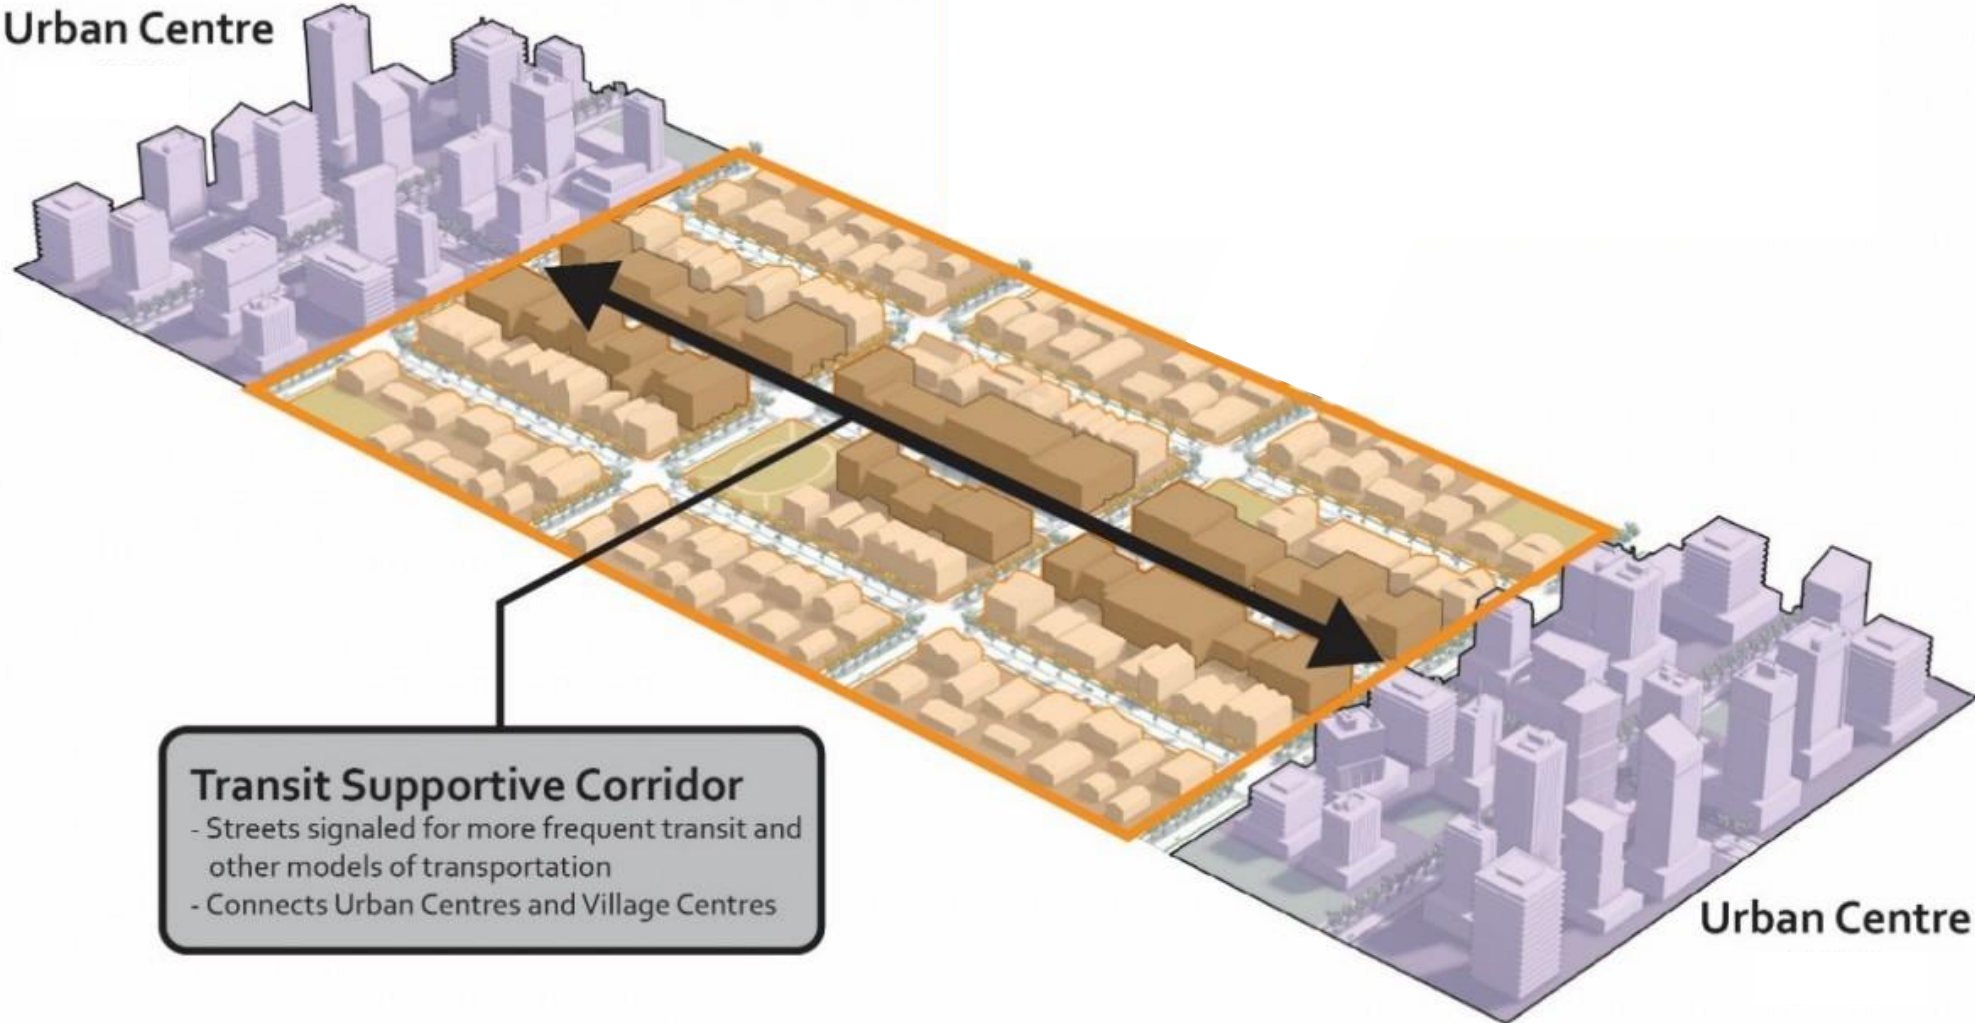 Urban Centre
Transit Supportive Corridor
- Streets signaled for more frequent transit and
other models of transportation
- Connects Urban Centres and Village Centres
Urban Centre